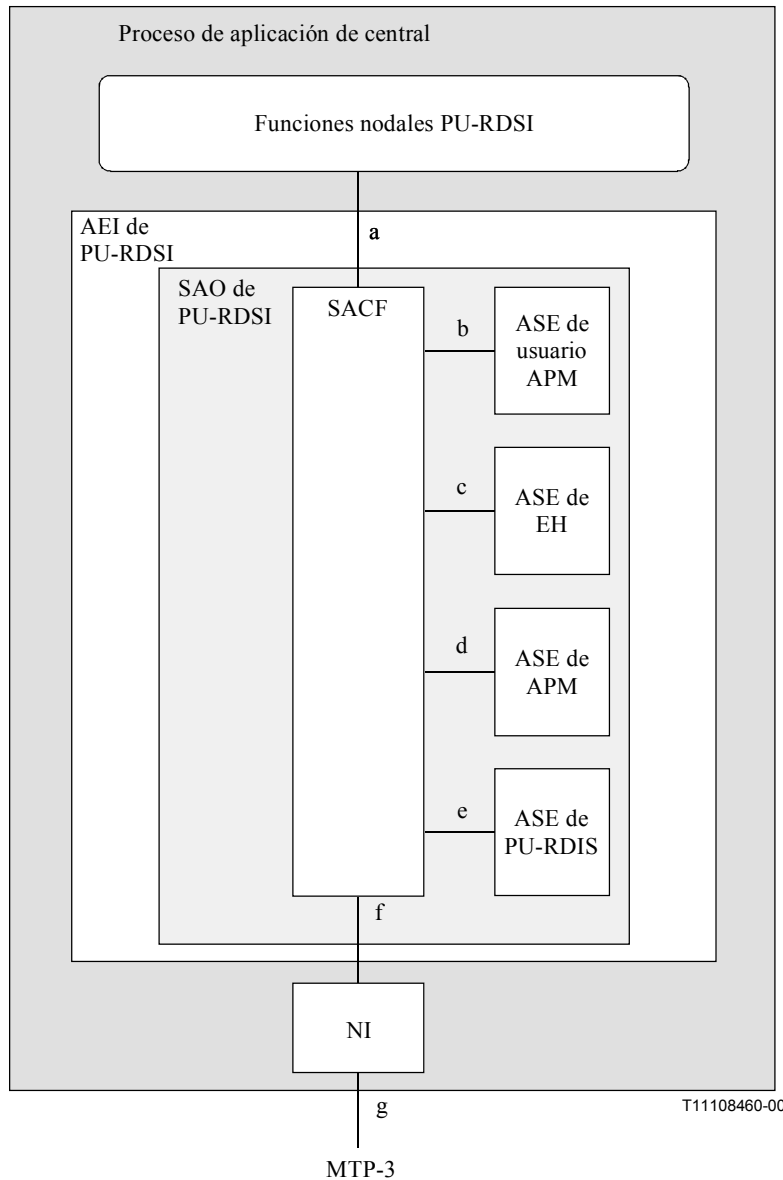 Proceso de aplicación de central
Funciones nodales PU-RDSI
AEI de
PU-RDSI
a
SAO de
PU-RDSI
SACF
b
ASE de
usuario
APM
c
ASE de
EH
d
ASE de
APM
e
ASE de
PU-RDIS
f
NI
g
T11108460-00
MTP-3